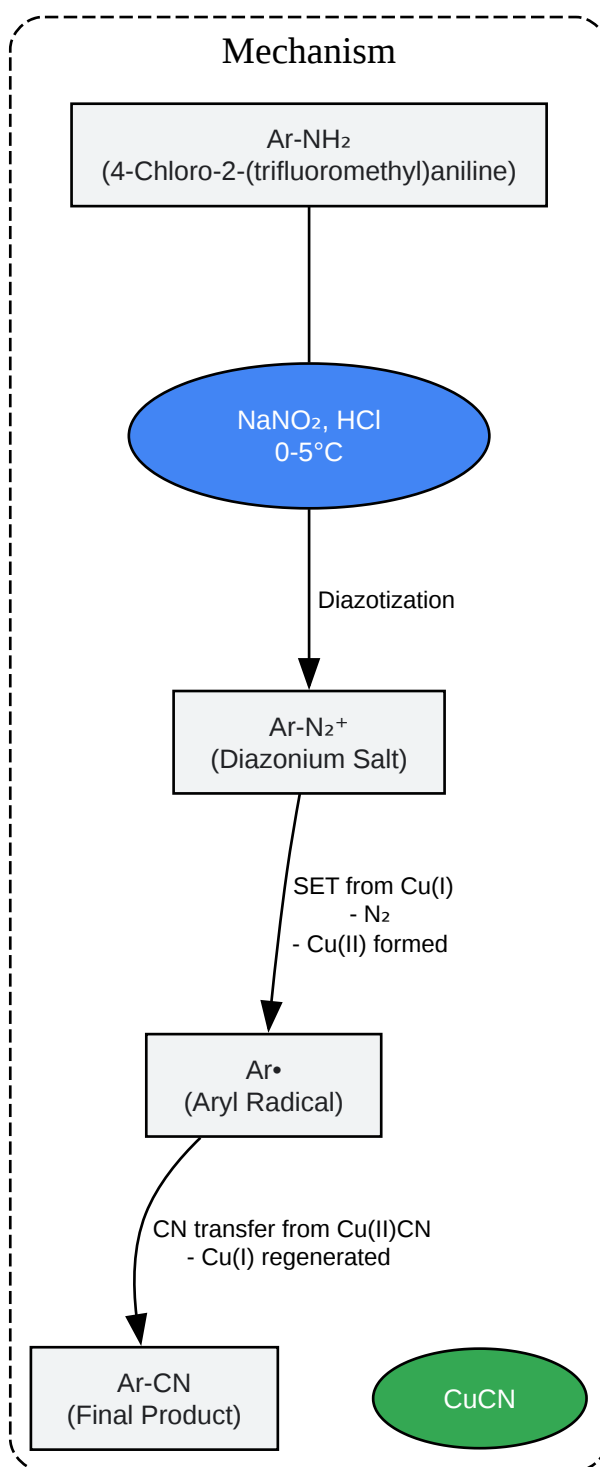 Mechanism
Ar-NH₂
(4-Chloro-2-(trifluoromethyl)aniline)
NaNO₂, HCl
0-5°C
Diazotization
Ar-N₂⁺
(Diazonium Salt)
SET from Cu(I)
- N₂
- Cu(II) formed
Ar•
(Aryl Radical)
CN transfer from Cu(II)CN
- Cu(I) regenerated
Ar-CN
(Final Product)
CuCN